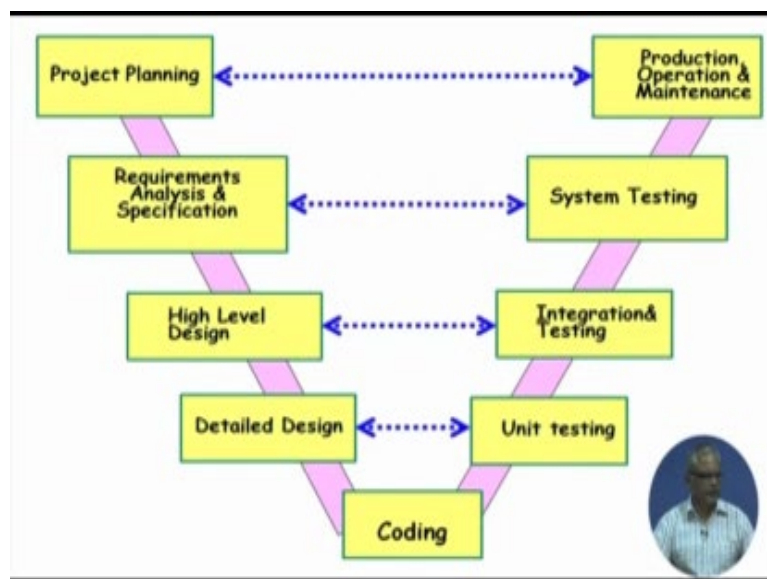 Project Planning
Production,
Operation &
Maintenance
Requirements
Analysis &
Specification
System Testing
High Level
Design
Integration&
Testing
Detailed Design
Unit testing
Coding